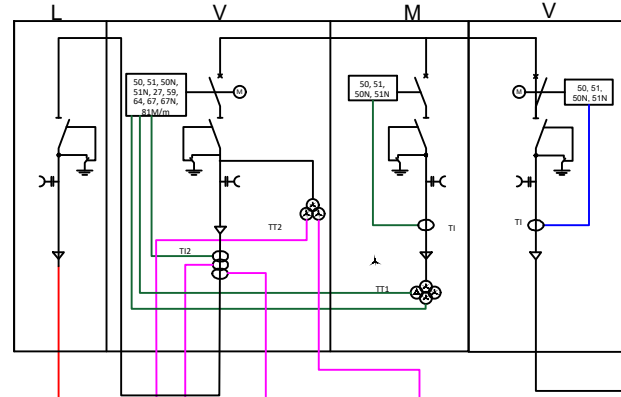 L V M V
50, 51, 50N,
51N, 27, 59,
64, 67, 67N,
81M/m
M
50, 51,
50N, 51N
M
50, 51,
50N, 51N
TT2
TI
TI
TI2
TT1